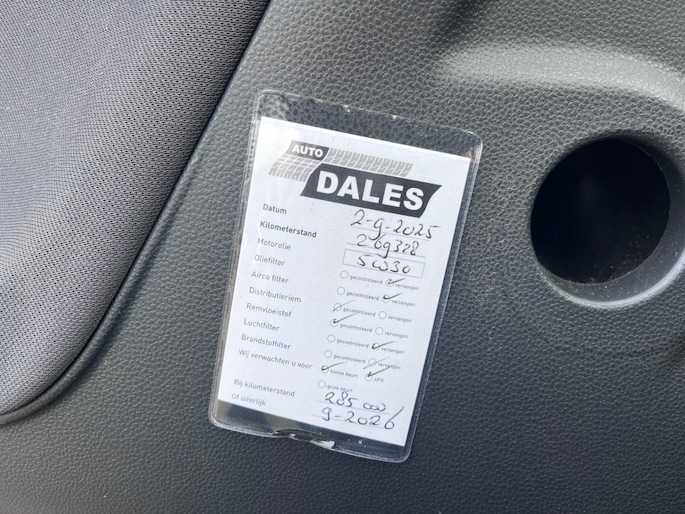 AUTO
DALES
Datum 2-9-2025
Kilometerstand 269328
Motorolie 5W30
Oliefilter gecontroleerd vervangen
Airco filter gecontroleerd vervangen
Distributieriem gecontroleerd vervangen
Remvloeistof gecontroleerd vervangen
Luchtfilter gecontroleerd vervangen
Brandstoffilter gecontroleerd vervangen
Wij verwachten u voor kleine beurt APK
grote beurt
Bij kilometerstand 285 000
Of uiterlijk 9-2026